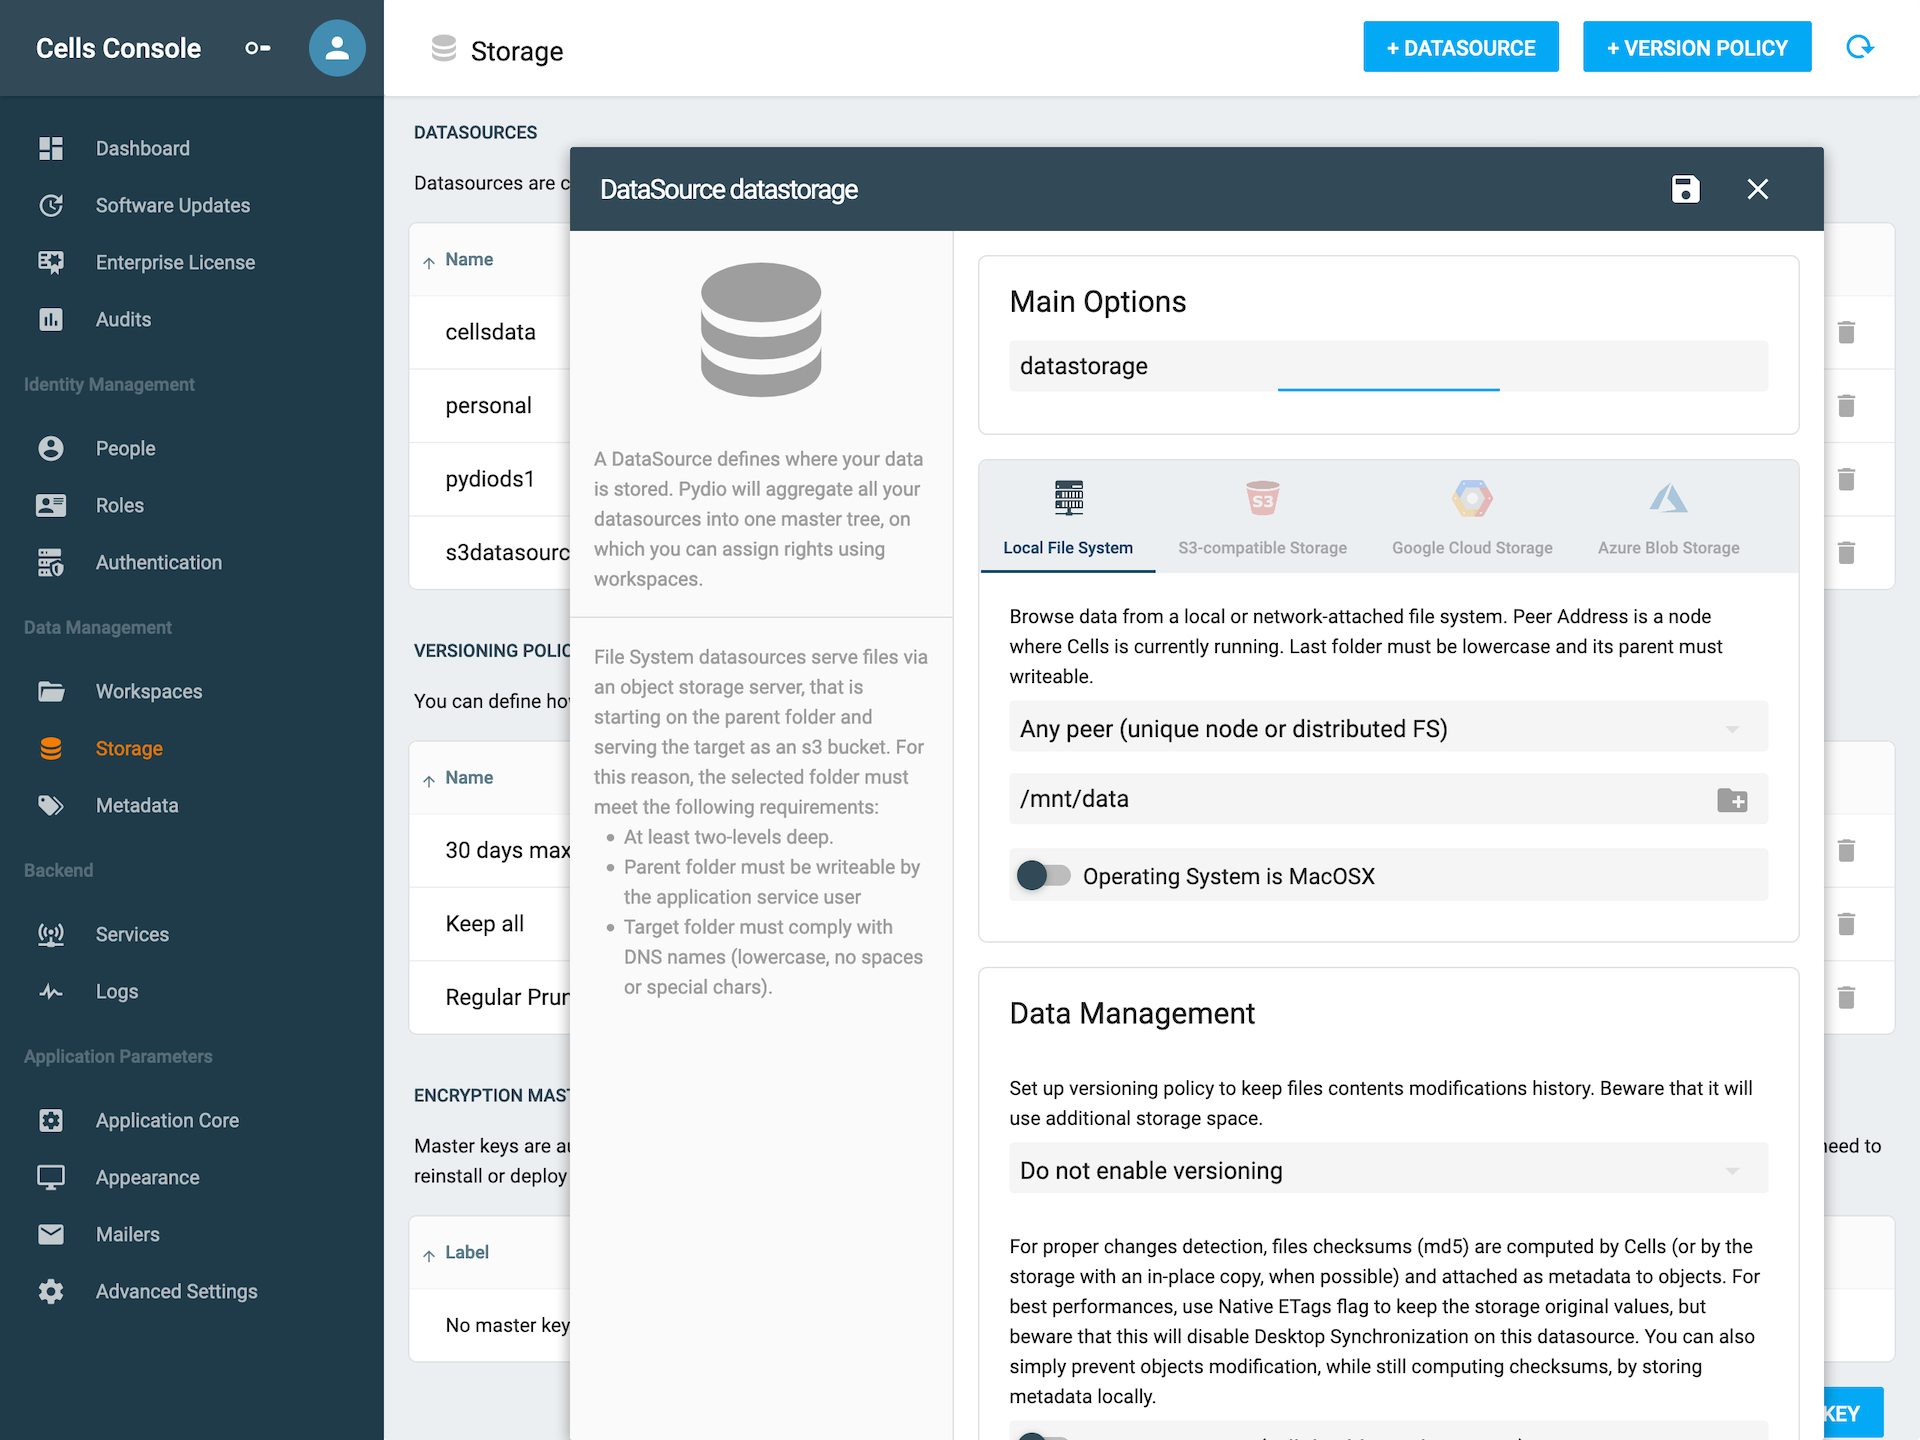 Cells Console
Storage
+ DATASOURCE
+ VERSION POLICY
Dashboard
Software Updates
Enterprise License
Audits
Identity Management
People
Roles
Authentication
Data Management
Workspaces
Storage
Metadata
Backend
Services
Logs
Application Parameters
Application Core
Appearance
Mailers
Advanced Settings
DATASOURCES
Datasources are c
Name
cellsdata
personal
pydiods1
s3datasourc
VERSIONING POLIC
You can define ho
Name
30 days max
Keep all
Regular Prun
ENCRYPTION MAST
Master keys are au
need to
reinstall or deploy
Label
No master key
KEY
DataSource datastorage
A DataSource defines where your data
is stored. Pydio will aggregate all your
datasources into one master tree, on
which you can assign rights using
workspaces.
File System datasources serve files via
an object storage server, that is
starting on the parent folder and
serving the target as an s3 bucket. For
this reason, the selected folder must
meet the following requirements:
At least two-levels deep.
Parent folder must be writeable by
the application service user
Target folder must comply with
DNS names (lowercase, no spaces
or special chars).
Main Options
datastorage
S3
Local File System
S3-compatible Storage
Google Cloud Storage
Azure Blob Storage
Browse data from a local or network-attached file system. Peer Address is a node
where Cells is currently running. Last folder must be lowercase and its parent must
writeable.
Any peer (unique node or distributed FS)
/mnt/data
Operating System is MacOSX
Data Management
Set up versioning policy to keep files contents modifications history. Beware that it will
use additional storage space.
Do not enable versioning
For proper changes detection, files checksums (md5) are computed by Cells (or by the
storage with an in-place copy, when possible) and attached as metadata to objects. For
best performances, use Native ETags flag to keep the storage original values, but
beware that this will disable Desktop Synchronization on this datasource. You can also
simply prevent objects modification, while still computing checksums, by storing
metadata locally.